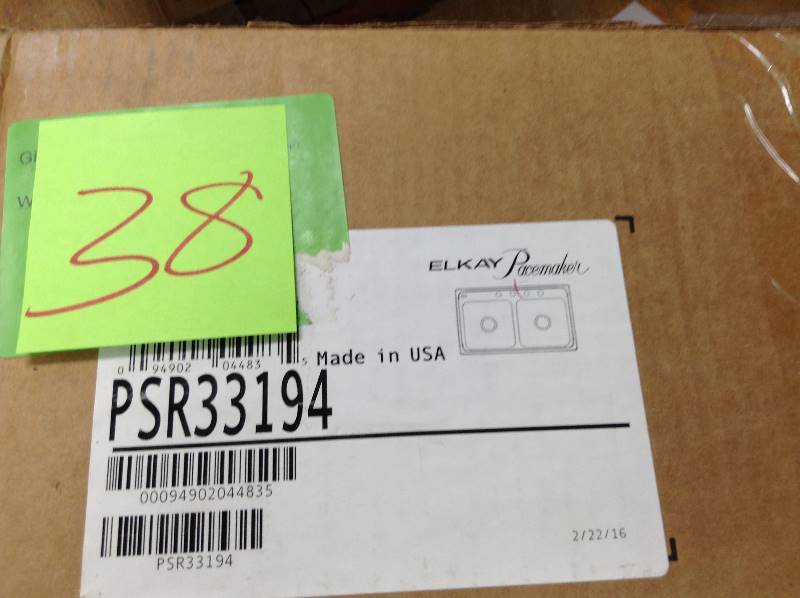 38
ELKAY Pacemaker
0 94902 04483 5
Made in USA
PSR33194
00094902044835
PSR33194
2/22/16